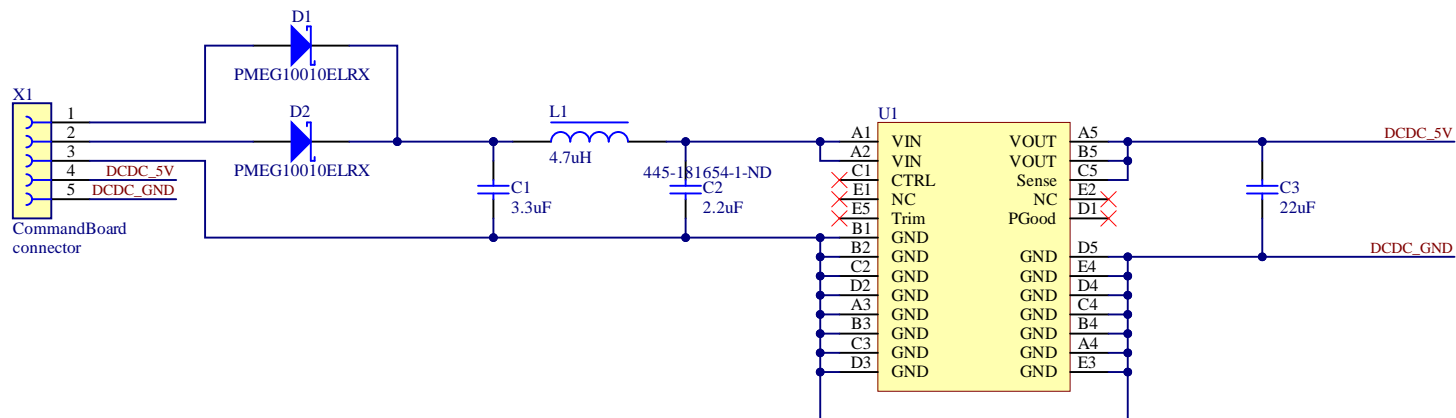 D1
PMEG10010ELRX
X1
1
2
3
4
5
DCDC_5V
DCDC_GND
CommandBoard
connector
D2
PMEG10010ELRX
L1
4.7uH
C1
3.3uF
445-181654-1-ND
C2
2.2uF
U1
A1 VIN
A2 VIN
C1 CTRL
E1 NC
E5 Trim
B1 GND
B2 GND
C2 GND
D2 GND
A3 GND
B3 GND
C3 GND
D3 GND
VOUT A5
VOUT B5
Sense C5
NC E2
PGood D1
GND D5
GND E4
GND D4
GND C4
GND B4
GND A4
GND E3
DCDC_5V
C3
22uF
DCDC_GND